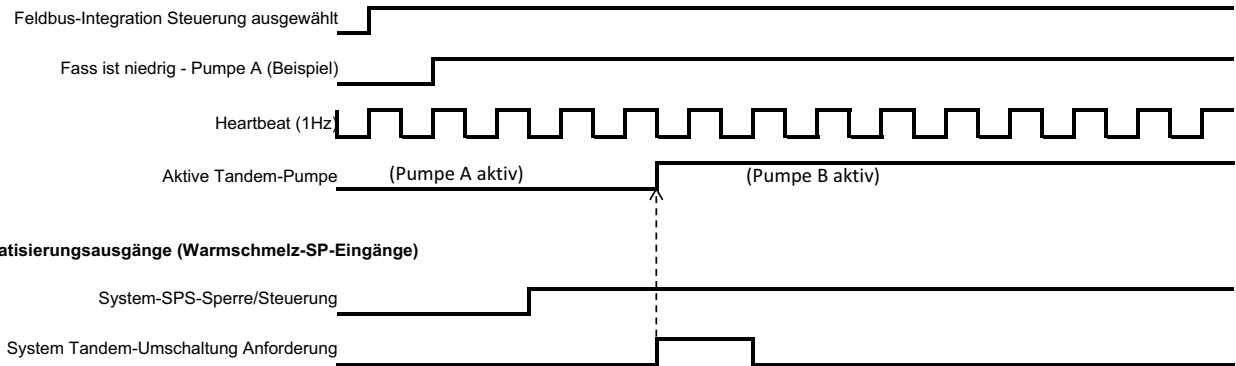 Feldbus-Integration Steuerung ausgewählt
Fass ist niedrig - Pumpe A (Beispiel)
Heartbeat (1Hz)
Aktive Tandem-Pumpe (Pumpe A aktiv) (Pumpe B aktiv)
atisierungsausgänge (Warmschmelz-SP-Eingänge)
System-SPS-Sperre/Steuerung
System Tandem-Umschaltung Anforderung